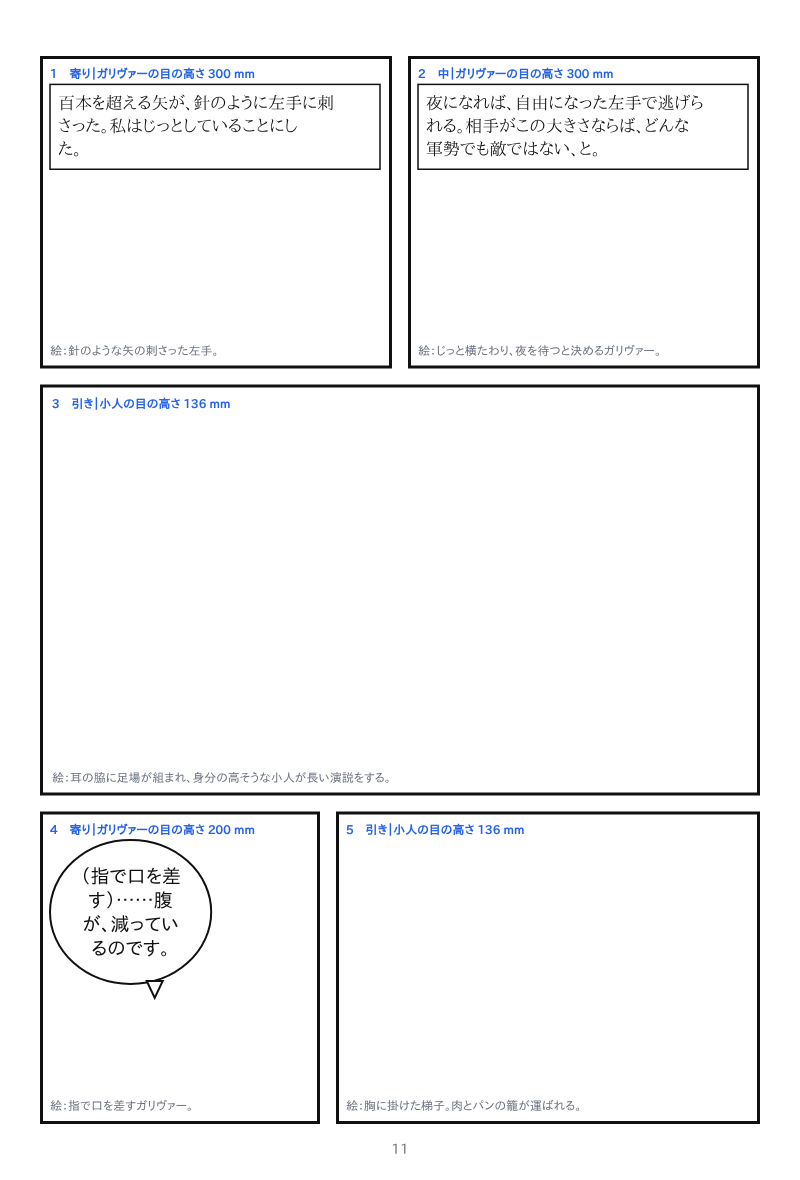 1 寄り|ガリヴァーの目の高さ 300 mm
百本を超える矢が、針のように左手に刺
さった。私はじっとしていることにし
た。
絵:針のような矢の刺さった左手。
2 中|ガリヴァーの目の高さ 300 mm
夜になれば、自由になった左手で逃げら
れる。相手がこの大きさならば、どんな
軍勢でも敵ではない、と。
絵:じっと横たわり、夜を待つと決めるガリヴァー。
3 引き|小人の目の高さ 136 mm
絵:耳の脇に足場が組まれ、身分の高そうな小人が長い演説をする。
4 寄り|ガリヴァーの目の高さ 200 mm
(指で口を差
す)……腹
が、減ってい
るのです。
絵:指で口を差すガリヴァー。
5 引き|小人の目の高さ 136 mm
絵:胸に掛けた梯子。肉とパンの籠が運ばれる。
11